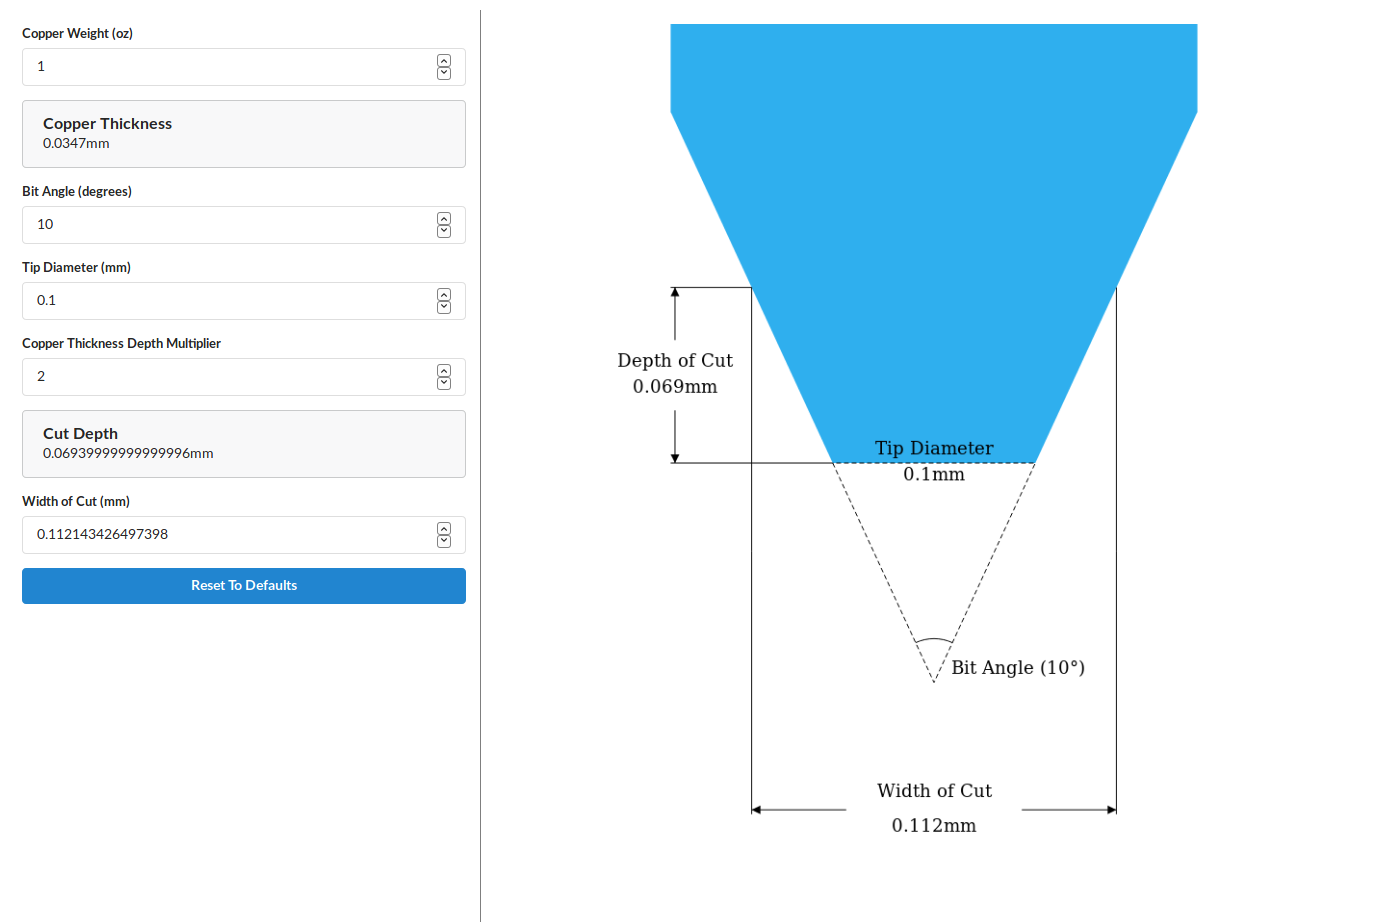 Copper Weight (oz)
1
Copper Thickness
0.0347mm
Bit Angle (degrees)
10
Tip Diameter (mm)
0.1
Copper Thickness Depth Multiplier
2
Cut Depth
0.06939999999999996mm
Width of Cut (mm)
0.112143426497398
Reset To Defaults
Depth of Cut
0.069mm
Tip Diameter
0.1mm
Bit Angle (10°)
Width of Cut
0.112mm